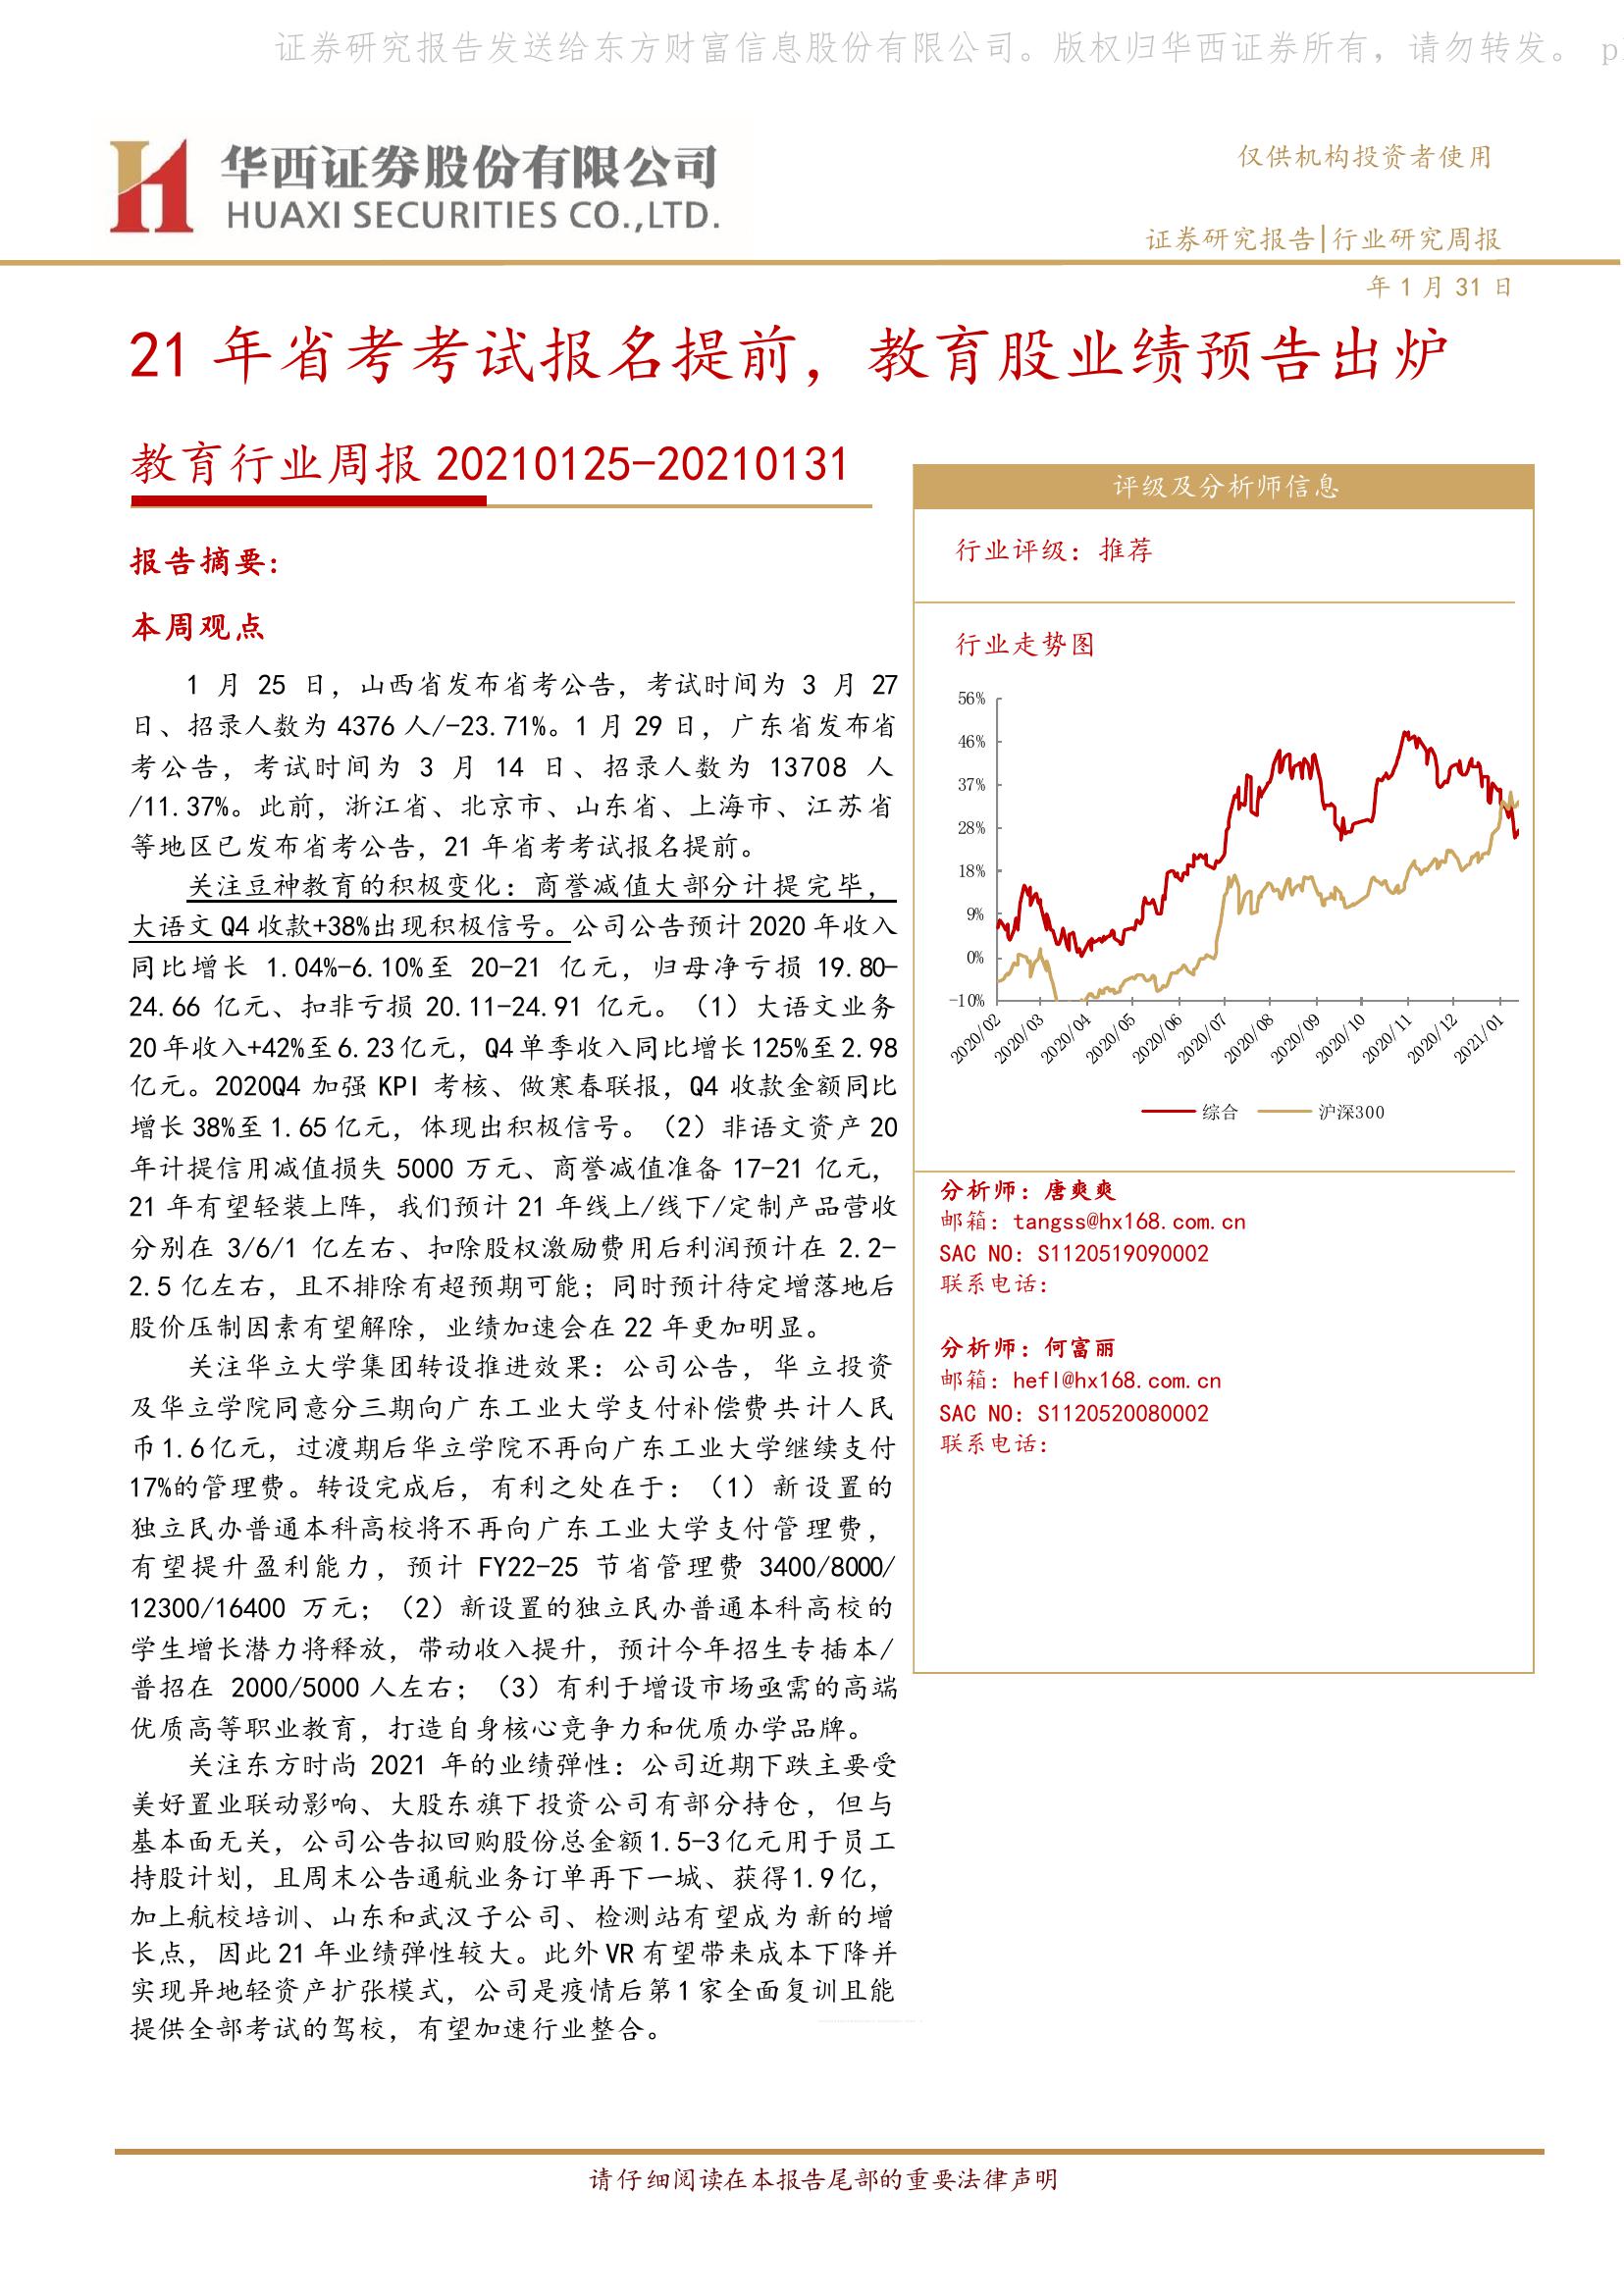 证券研究报告发送给东方财富信息股份有限公司。版权归华西证券所有，请勿转发。 p
华西证券股份有限公司
HUAXI SECURITIES CO.,LTD.
仅供机构投资者使用
证券研究报告|行业研究周报
年 1 月 31 日
21 年省考考试报名提前，教育股业绩预告出炉
教育行业周报 20210125-20210131
报告摘要:
本周观点
1 月 25 日，山西省发布省考公告，考试时间为 3 月 27
日、招录人数为 4376 人/-23.71%。1 月 29 日，广东省发布省
考公告，考试时间为 3 月 14 日、招录人数为 13708 人
/11.37%。此前，浙江省、北京市、山东省、上海市、江苏省
等地区已发布省考公告，21 年省考考试报名提前。
关注豆神教育的积极变化：商誉减值大部分计提完毕，
大语文 Q4 收款+38%出现积极信号。公司公告预计 2020 年收入
同比增长 1.04%-6.10%至 20-21 亿元，归母净亏损 19.80-
24.66 亿元、扣非亏损 20.11-24.91 亿元。（1）大语文业务
20 年收入+42%至 6.23 亿元，Q4 单季收入同比增长 125%至 2.98
亿元。2020Q4 加强 KPI 考核、做寒春联报，Q4 收款金额同比
增长 38%至 1.65 亿元，体现出积极信号。（2）非语文资产 20
年计提信用减值损失 5000 万元、商誉减值准备 17-21 亿元，
21 年有望轻装上阵，我们预计 21 年线上/线下/定制产品营收
分别在 3/6/1 亿左右、扣除股权激励费用后利润预计在 2.2-
2.5 亿左右，且不排除有超预期可能；同时预计待定增落地后
股价压制因素有望解除，业绩加速会在 22 年更加明显。
关注华立大学集团转设推进效果：公司公告，华立投资
及华立学院同意分三期向广东工业大学支付补偿费共计人民
币 1.6 亿元，过渡期后华立学院不再向广东工业大学继续支付
17%的管理费。转设完成后，有利之处在于：（1）新设置的
独立民办普通本科高校将不再向广东工业大学支付管理费，
有望提升盈利能力，预计 FY22-25 节省管理费 3400/8000/
12300/16400 万元；（2）新设置的独立民办普通本科高校的
学生增长潜力将释放，带动收入提升，预计今年招生专插本/
普招在 2000/5000 人左右；（3）有利于增设市场亟需的高端
优质高等职业教育，打造自身核心竞争力和优质办学品牌。
关注东方时尚 2021 年的业绩弹性：公司近期下跌主要受
美好置业联动影响、大股东旗下投资公司有部分持仓，但与
基本面无关，公司公告拟回购股份总金额 1.5-3 亿元用于员工
持股计划，且周末公告通航业务订单再下一城、获得 1.9 亿，
加上航校培训、山东和武汉子公司、检测站有望成为新的增
长点，因此 21 年业绩弹性较大。此外 VR 有望带来成本下降并
实现异地轻资产扩张模式，公司是疫情后第 1 家全面复训且能
提供全部考试的驾校，有望加速行业整合。
评级及分析师信息
行业评级：推荐
行业走势图
56%
46%
37%
28%
18%
9%
0%
-10%
2020/02
2020/03
2020/04
2020/05
2020/06
2020/07
2020/08
2020/09
2020/10
2020/11
2020/12
2021/01
综合 沪深300
分析师：唐爽爽
邮箱：tangss@hx168.com.cn
SAC NO：S1120519090002
联系电话：
分析师：何富丽
邮箱：hefl@hx168.com.cn
SAC NO：S1120520080002
联系电话：
请仔细阅读在本报告尾部的重要法律声明